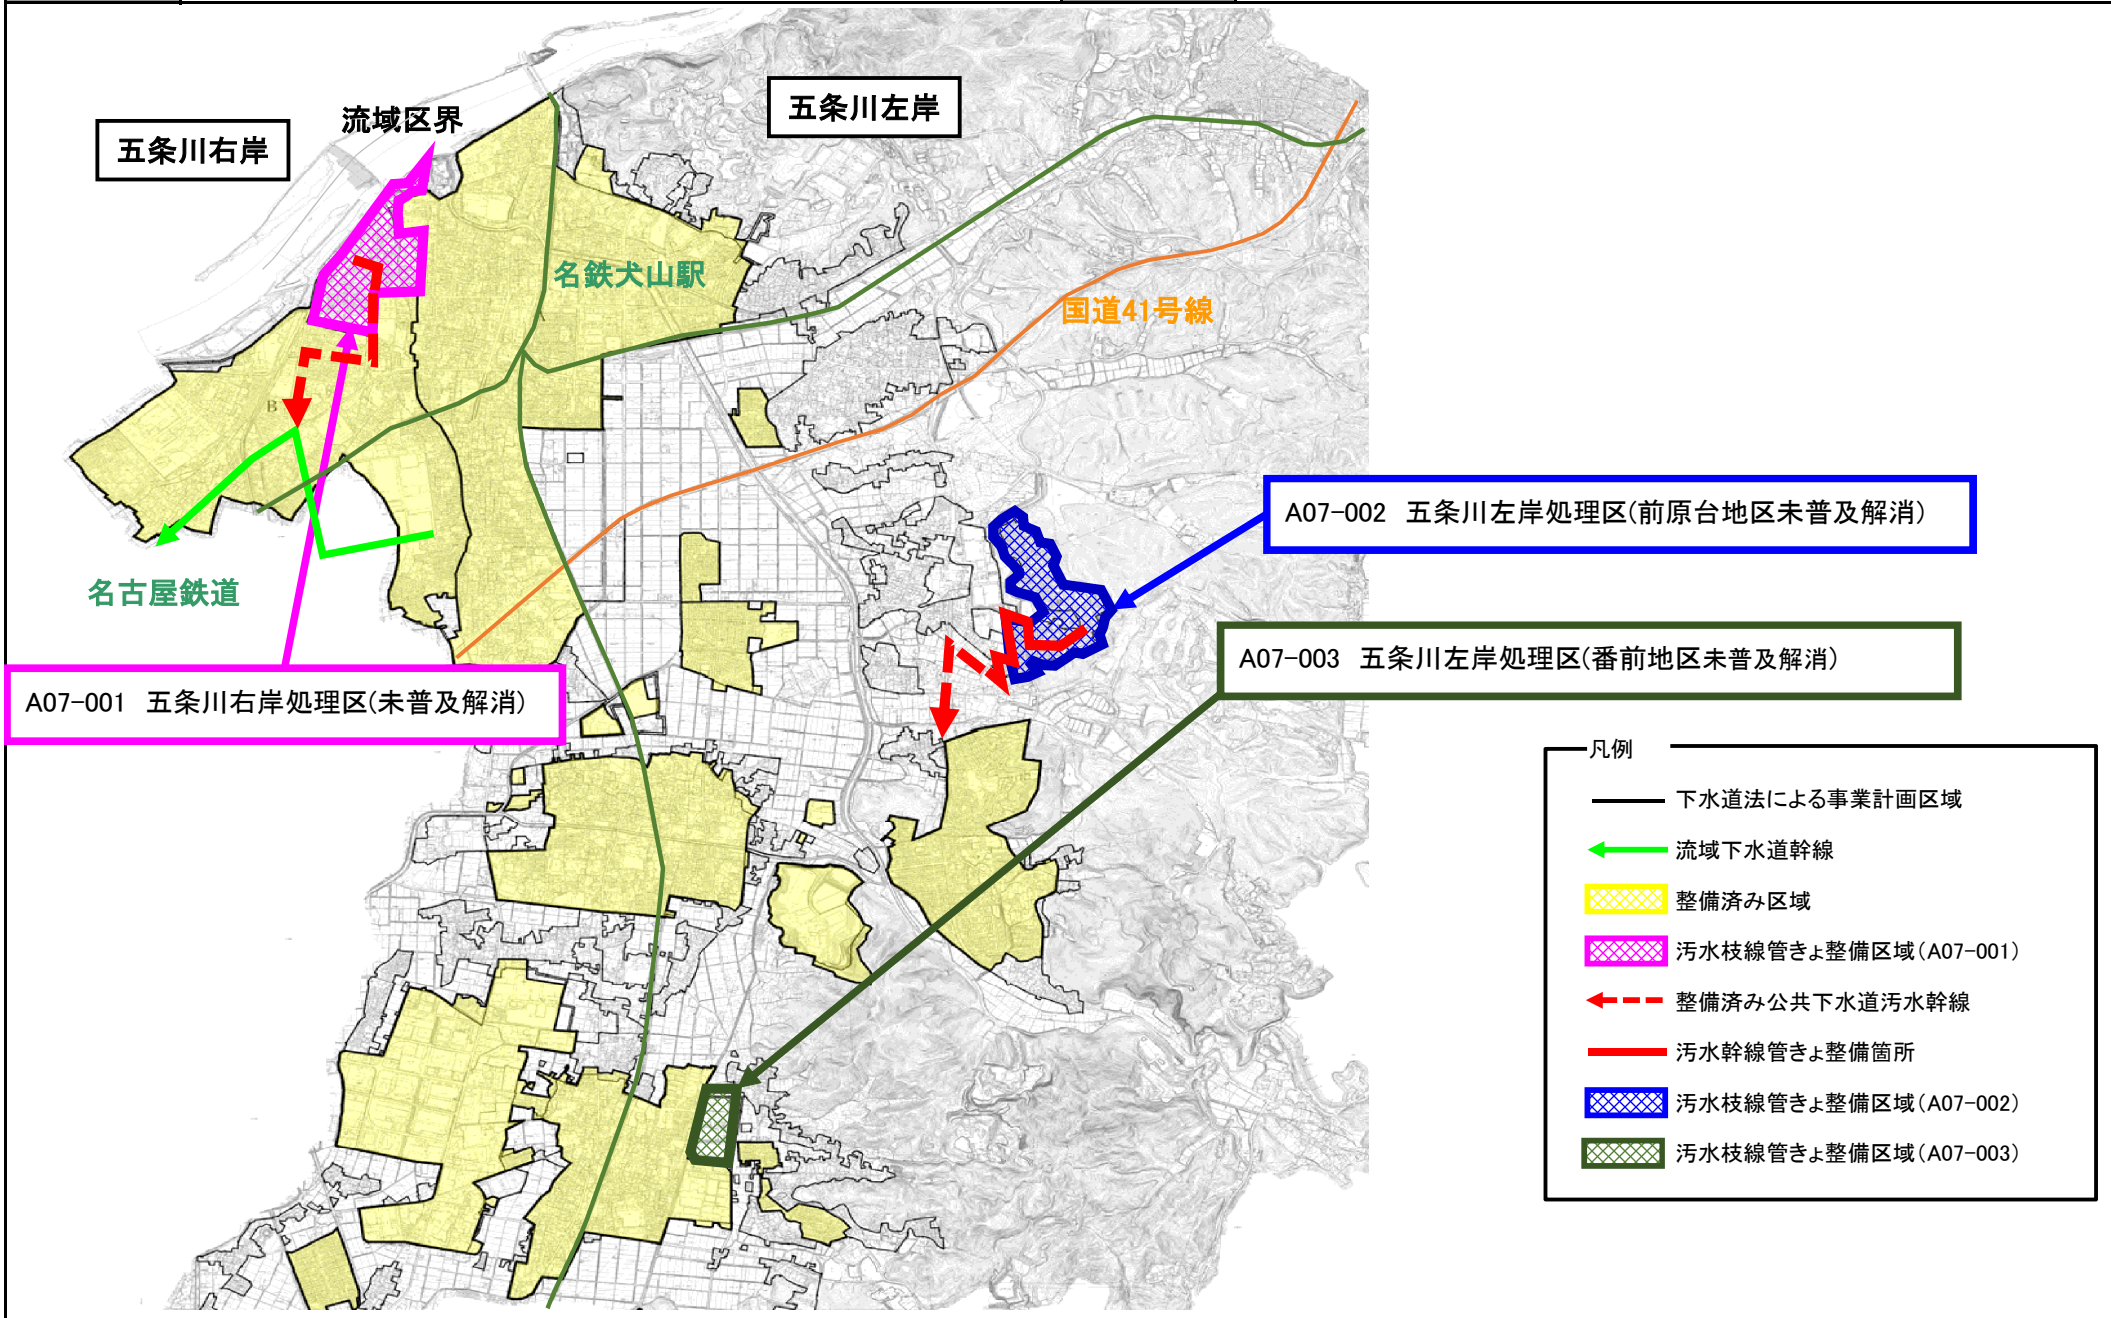 五条川左岸
流域区界
五条川右岸
名鉄犬山駅
国道41号線
B
A07-002 五条川左岸処理区(前原台地区未普及解消)
名古屋鉄道
A07-003 五条川左岸処理区(番前地区未普及解消)
A07-001 五条川右岸処理区(未普及解消)
凡例
下水道法による事業計画区域
流域下水道幹線
整備済み区域
汚水枝線管きょ整備区域(A07-001)
整備済み公共下水道汚水幹線
汚水幹線管きょ整備箇所
汚水枝線管きょ整備区域(A07-002)
汚水枝線管きょ整備区域(A07-003)